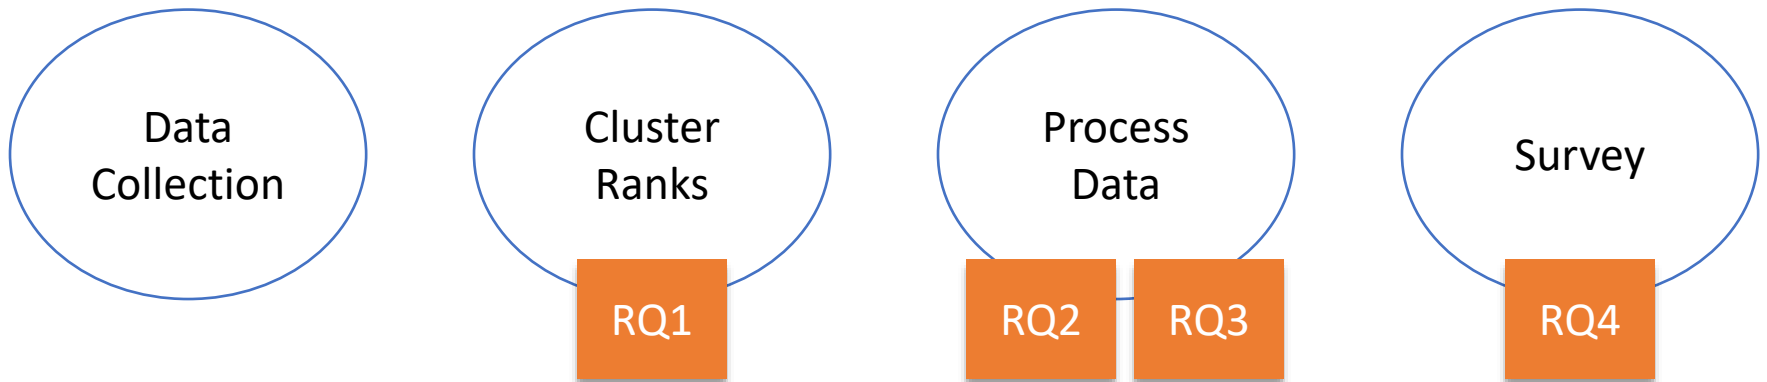 Data
Collection
Cluster
Ranks
Process
Data
Survey
RQ1
RQ2
RQ3
RQ4